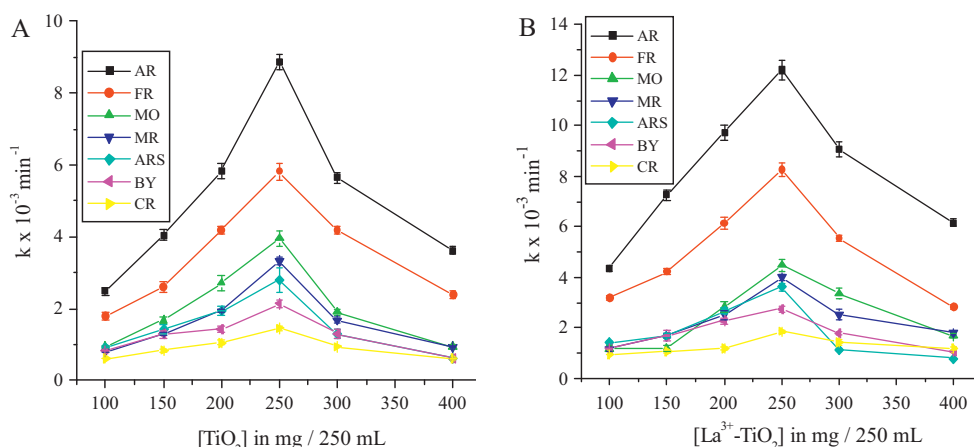 A
10
8
6
4
2
0
k x 10⁻³ min⁻¹
AR
FR
MO
MR
ARS
BY
CR
100 150 200 250 300 350 400
[TiO₂] in mg / 250 mL
B
14
12
10
8
6
4
2
0
k x 10⁻³ min⁻¹
AR
FR
MO
MR
ARS
BY
CR
100 150 200 250 300 350 400
[La³⁺-TiO₂] in mg / 250 mL